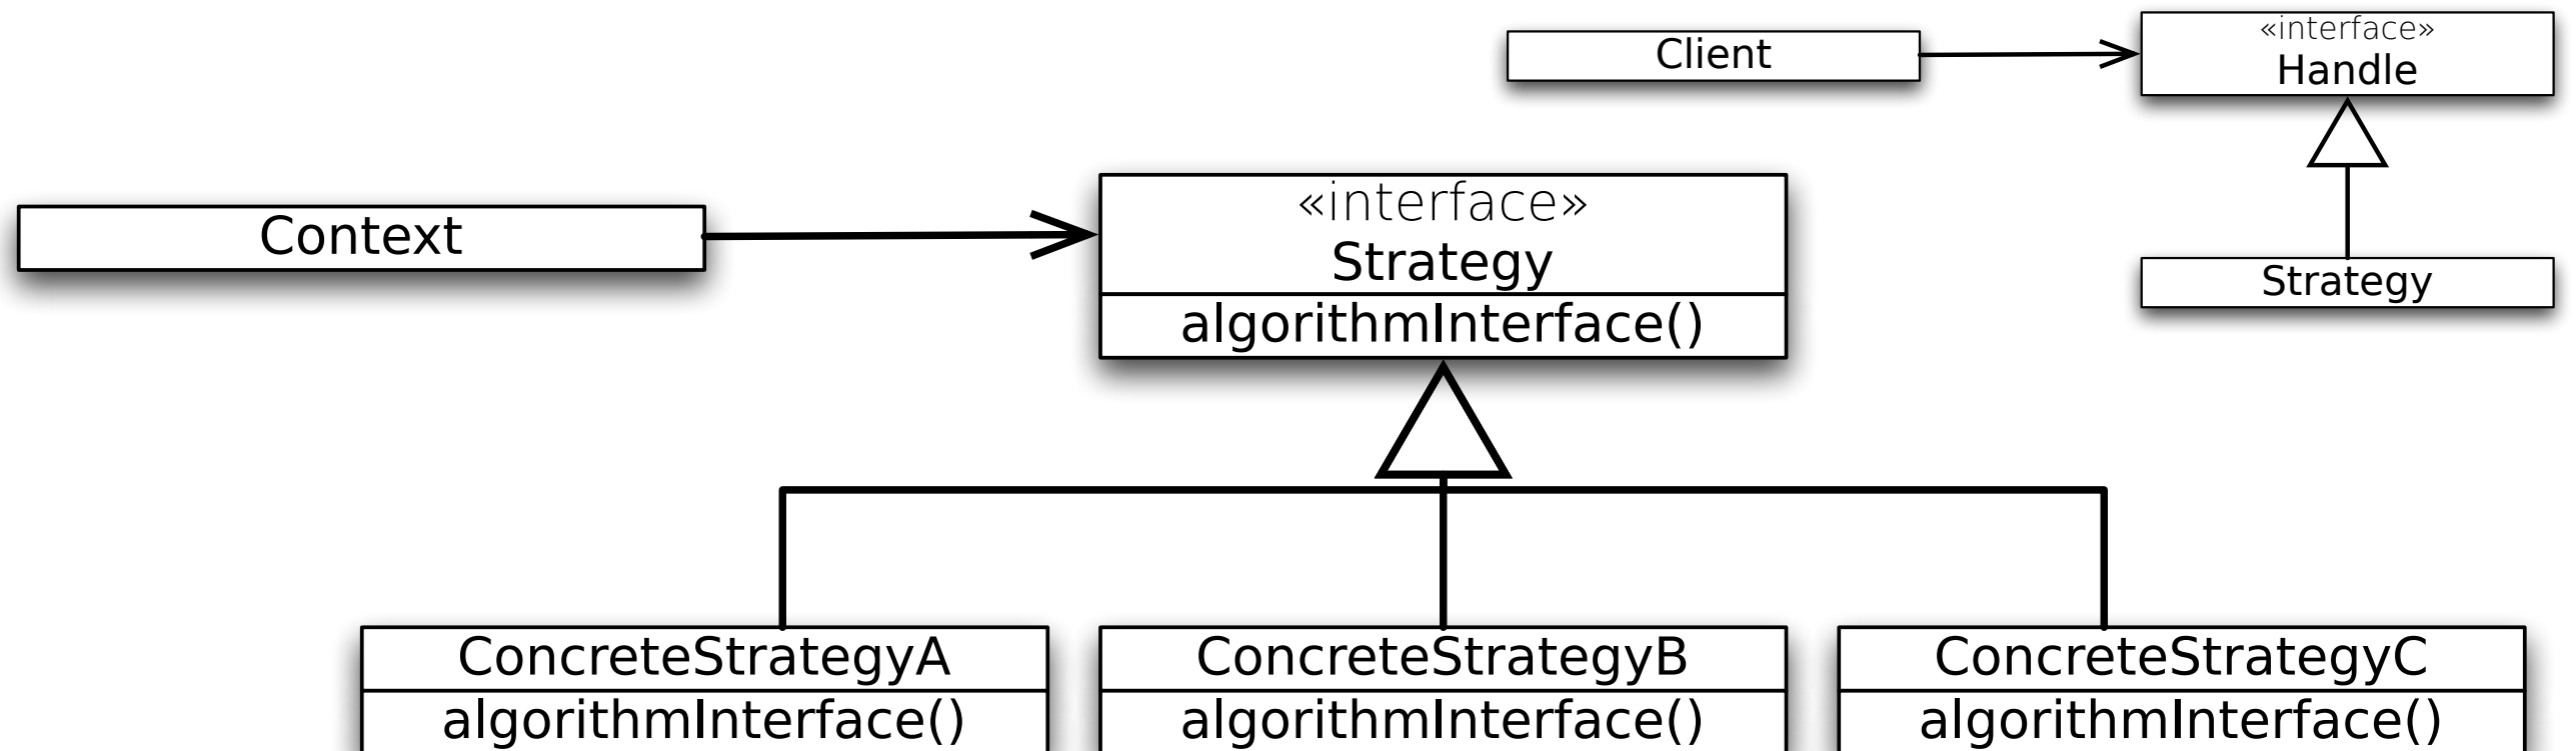 Client
«interface»
Handle
Context
«interface»
Strategy
algorithmInterface()
Strategy
ConcreteStrategyA
algorithmInterface()
ConcreteStrategyB
algorithmInterface()
ConcreteStrategyC
algorithmInterface()